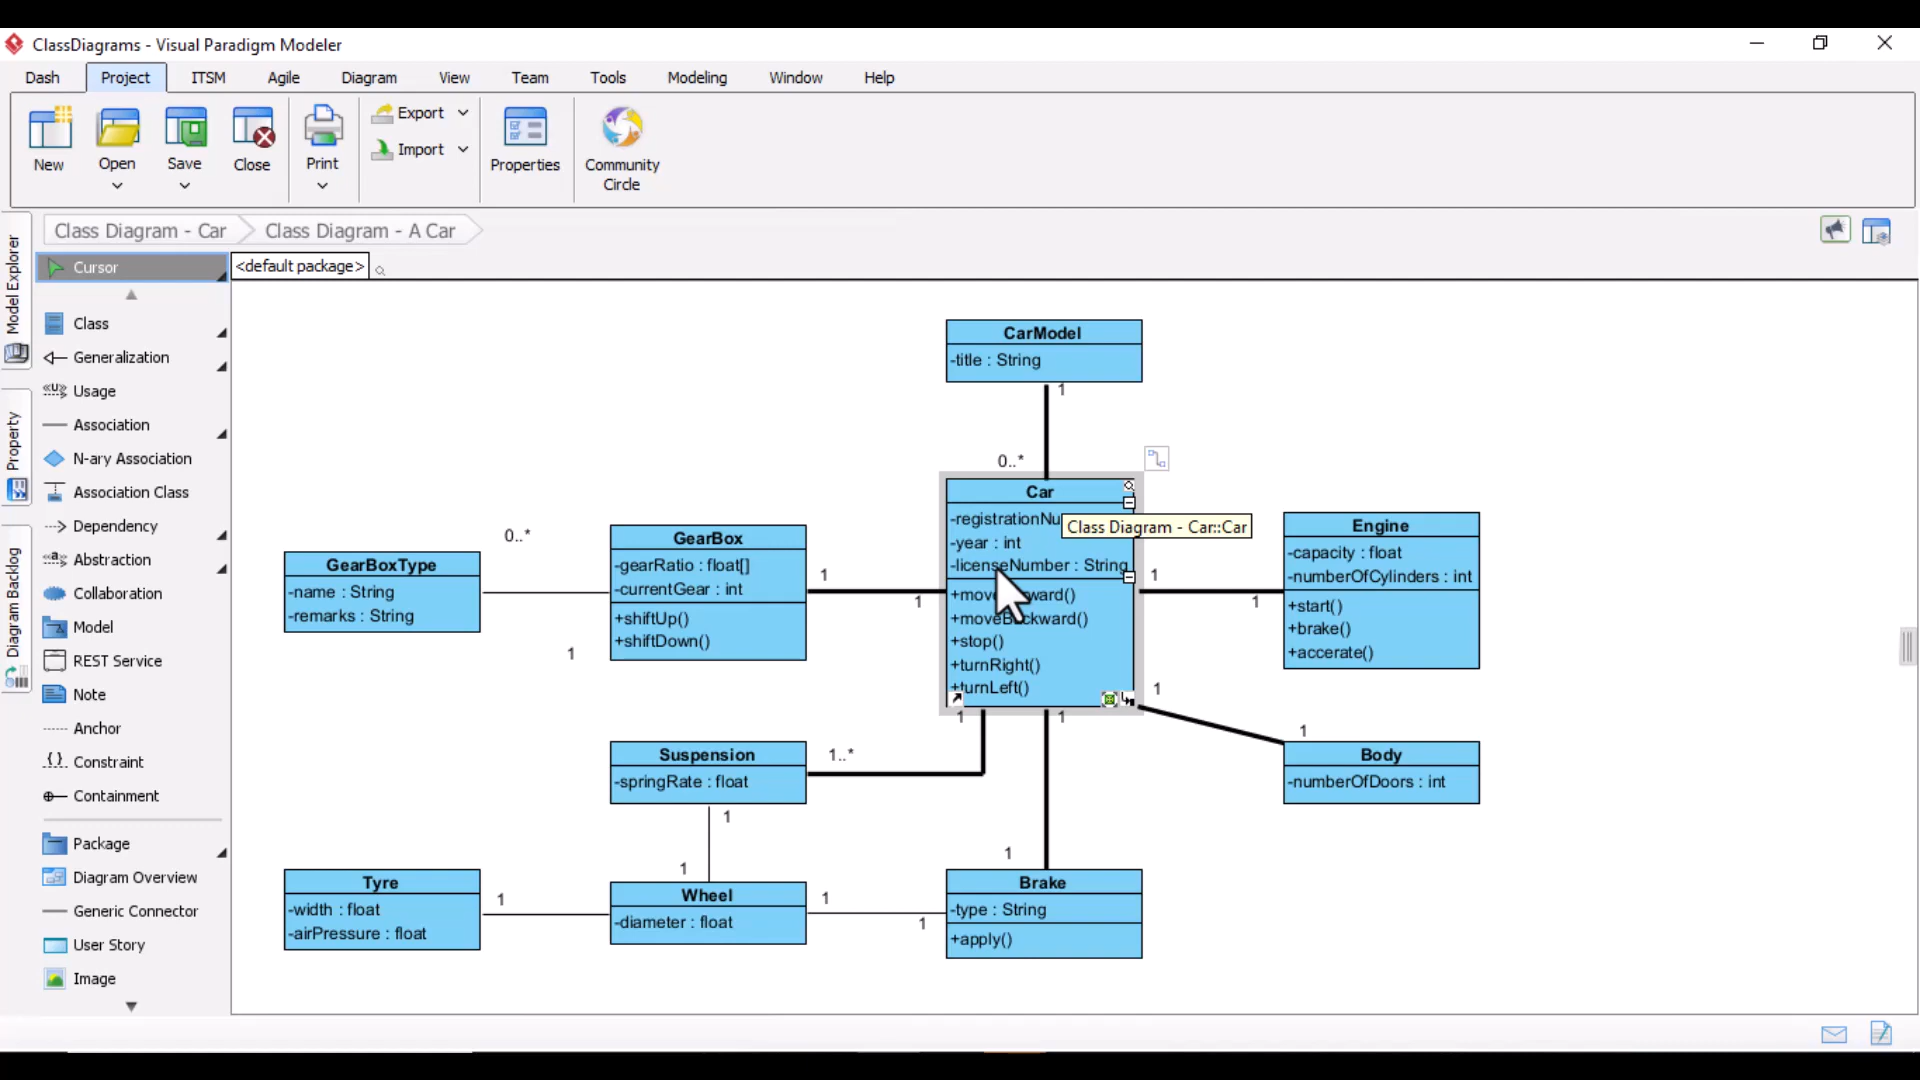 ClassDiagrams - Visual Paradigm Modeler
Dash Project ITSM Agile Diagram View Team Tools Modeling Window Help
New Open Save Close Print Export Import Properties Community Circle
Class Diagram - Car Class Diagram - A Car
Model Explorer
Property
Diagram Backlog
Cursor
<default package>
Class
Generalization
«U» Usage
Association
N-ary Association
Association Class
Dependency
«a» Abstraction
Collaboration
Model
REST Service
Note
Anchor
{} Constraint
Containment
Package
Diagram Overview
Generic Connector
User Story
Image
CarModel
-title : String
1
0..*
Car
-registrationNu
Class Diagram - Car::Car
-year : int
-licenseNumber : String
+turnRight()
+stop()
+turnLeft()
0..*
1
GearBoxType
-name : String
-remarks : String
GearBox
-gearRatio : float[]
-currentGear : int
+shiftUp()
+shiftDown()
1
1
1
1
Engine
-capacity : float
-numberOfCylinders : int
+start()
+brake()
+accerate()
1
1
Body
-numberOfDoors : int
1
1
Suspension
-springRate : float
1..*
1
1
1
Tyre
-width : float
-airPressure : float
1
Wheel
-diameter : float
1
1
Brake
-type : String
+apply()